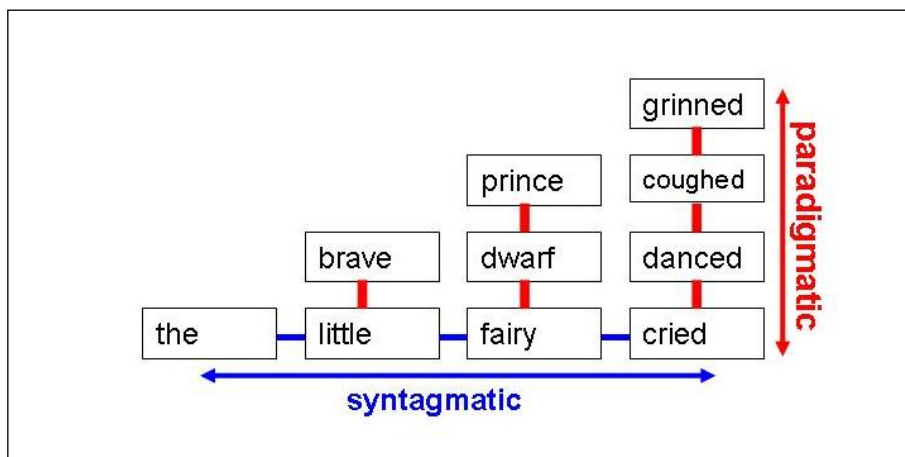 grinned
prince coughed
brave dwarf danced
the little fairy cried
syntagmatic
paradigmatic